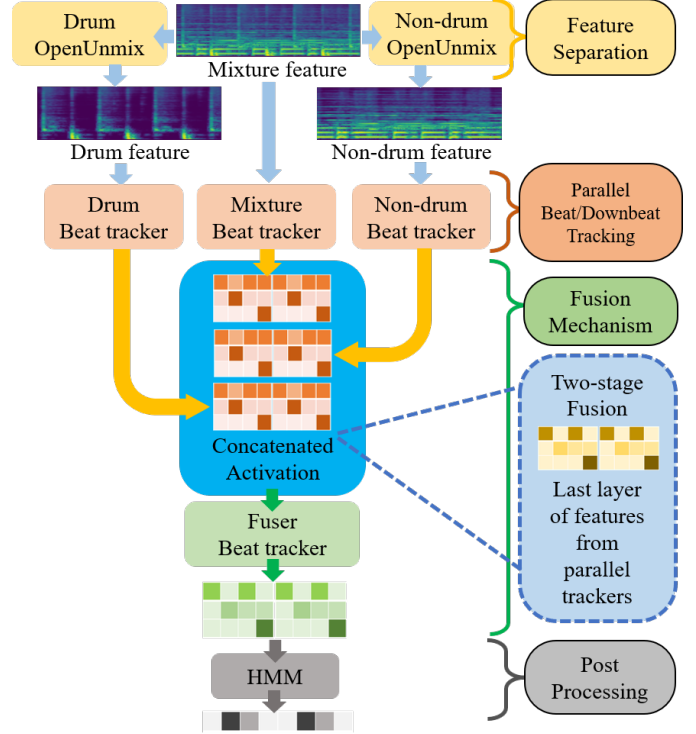 Drum
OpenUnmix
Mixture feature
Non-drum
OpenUnmix
Feature
Separation
Drum feature
Non-drum feature
Drum
Beat tracker
Mixture
Beat tracker
Non-drum
Beat tracker
Parallel
Beat/Downbeat
Tracking
Concatenated
Activation
Fusion
Mechanism
Two-stage
Fusion
Last layer
of features
from
parallel
trackers
Fuser
Beat tracker
HMM
Post
Processing